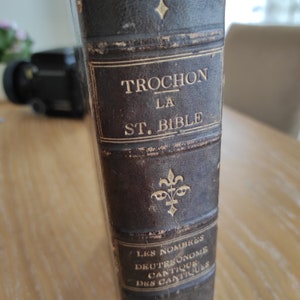 TROCHON
LA
ST. BIBLE
LES NOMBRES
DEUTÉRONOME
CANTIQUE
DES CANTIQUES